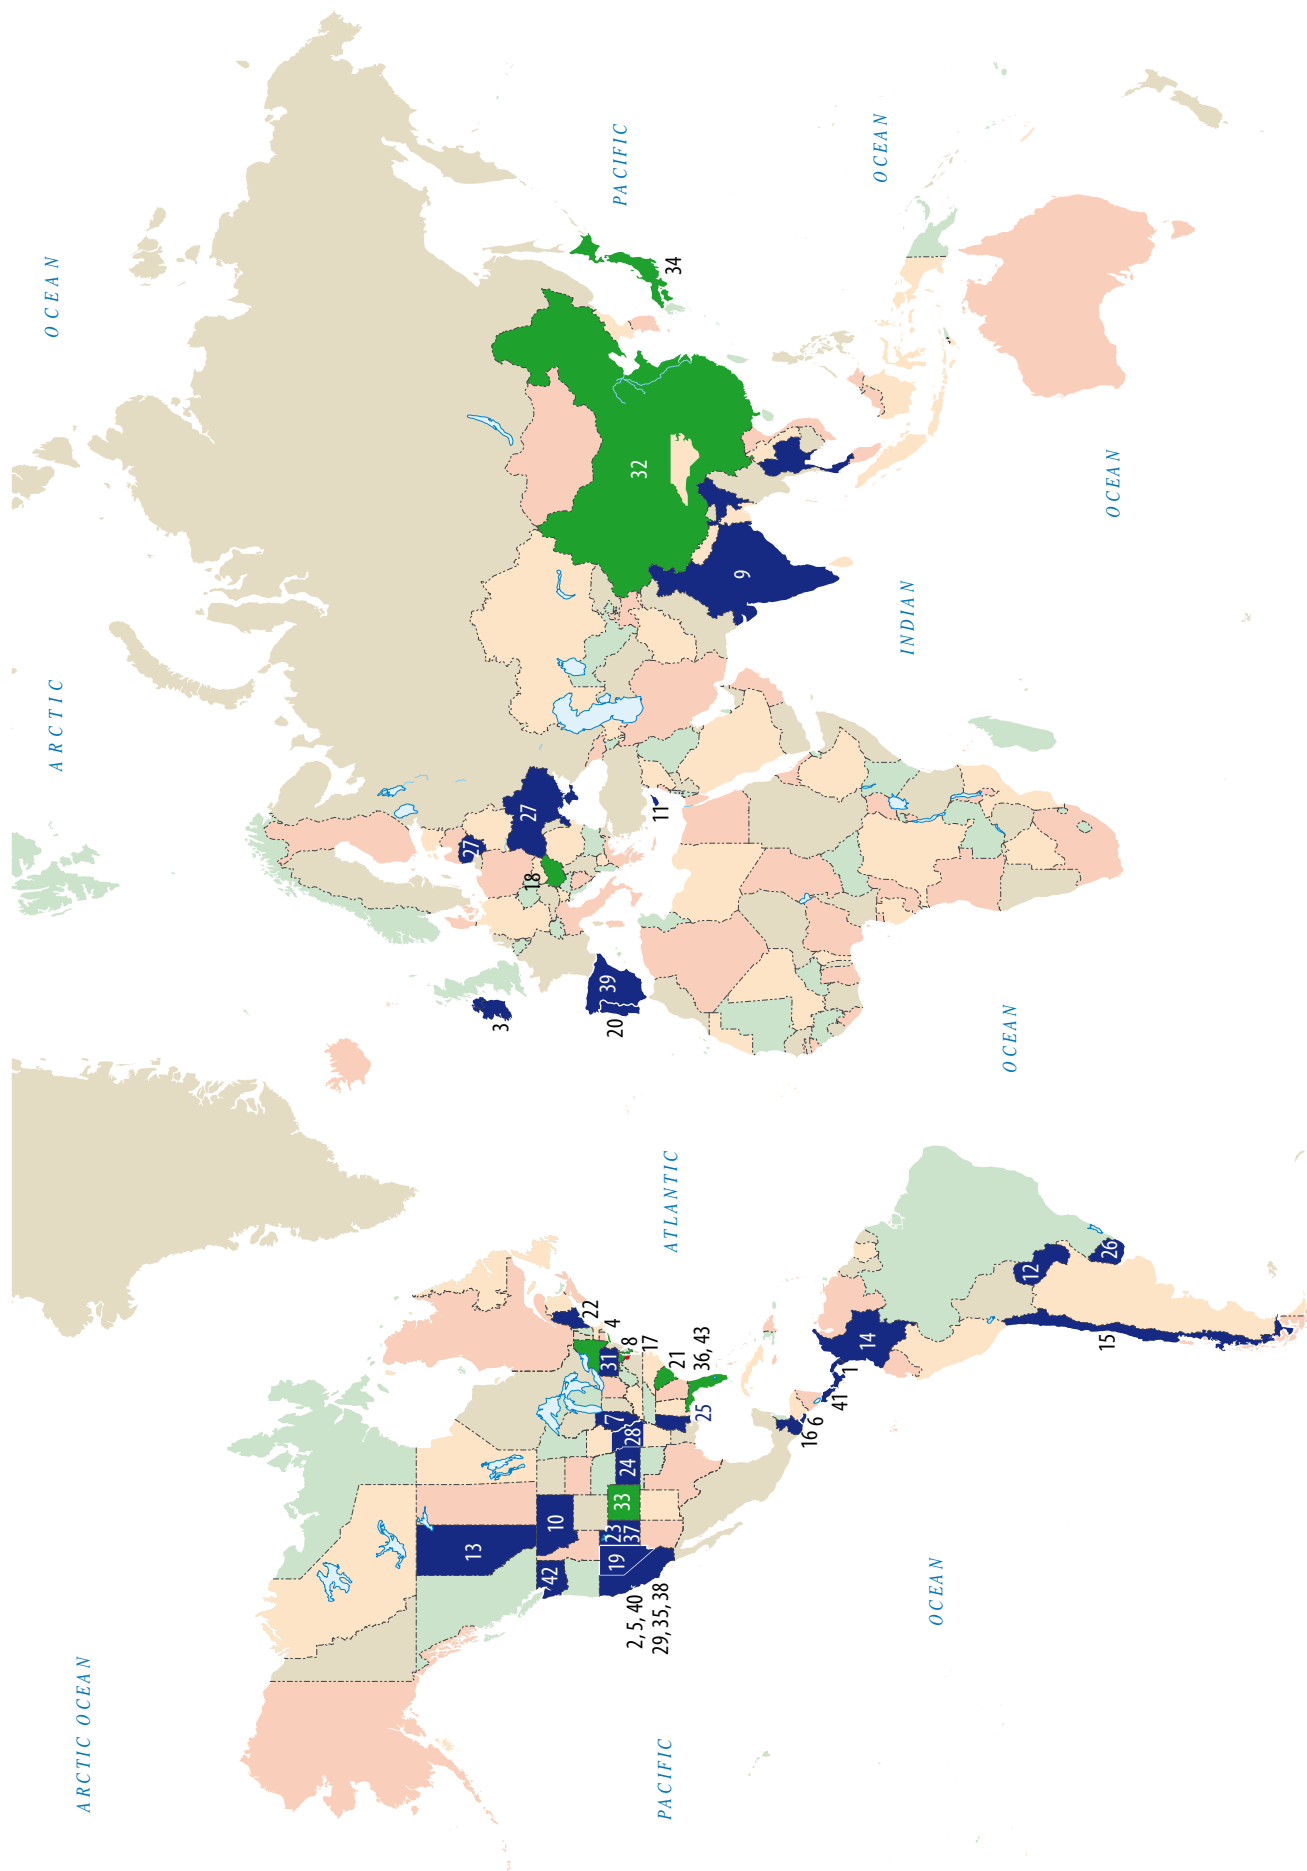 ARCTIC OCEAN
ARCTIC
OCEAN
13
42
10
19
23
37
33
24
28
7
31
22
4
8
17
21
36, 43
25
2, 5, 40
29, 35, 38
16
6
41
1
14
12
26
15
3
20
39
18
27
27
11
9
32
34
PACIFIC
OCEAN
ATLANTIC
OCEAN
INDIAN
OCEAN
PACIFIC
OCEAN